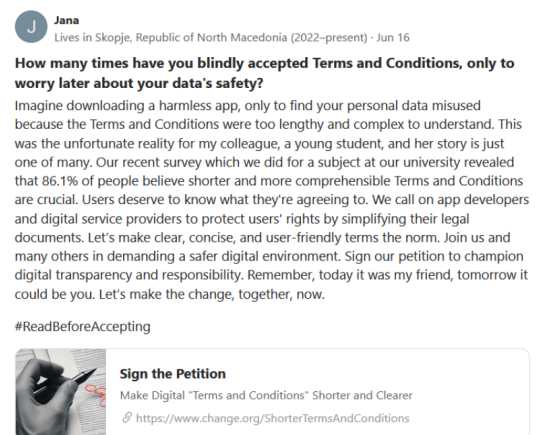 J
Jana
Lives in Skopje, Republic of North Macedonia (2022–present) · Jun 16
How many times have you blindly accepted Terms and Conditions, only to
worry later about your data's safety?
Imagine downloading a harmless app, only to find your personal data misused
because the Terms and Conditions were too lengthy and complex to understand. This
was the unfortunate reality for my colleague, a young student, and her story is just
one of many. Our recent survey which we did for a subject at our university revealed
that 86.1% of people believe shorter and more comprehensible Terms and Conditions
are crucial. Users deserve to know what they're agreeing to. We call on app developers
and digital service providers to protect users' rights by simplifying their legal
documents. Let's make clear, concise, and user-friendly terms the norm. Join us and
many others in demanding a safer digital environment. Sign our petition to champion
digital transparency and responsibility. Remember, today it was my friend, tomorrow it
could be you. Let's make the change, together, now.
#ReadBeforeAccepting
Sign the Petition
Make Digital "Terms and Conditions" Shorter and Clearer
https://www.change.org/ShorterTermsAndConditions